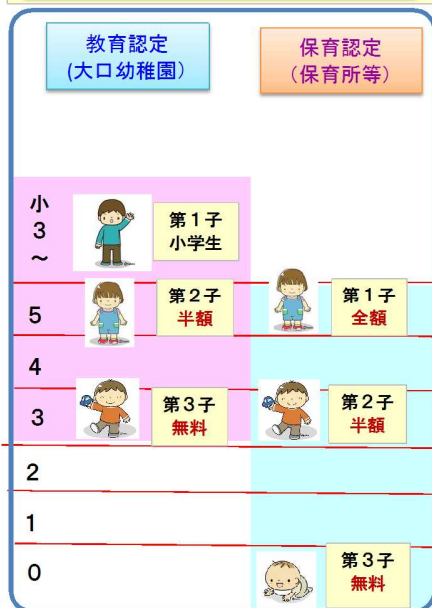 教育認定
(大口幼稚園)
保育認定
(保育所等)
小
3
～
第1子
小学生
5
第2子
半額
第1子
全額
4
3
第3子
無料
第2子
半額
2
1
0
第3子
無料